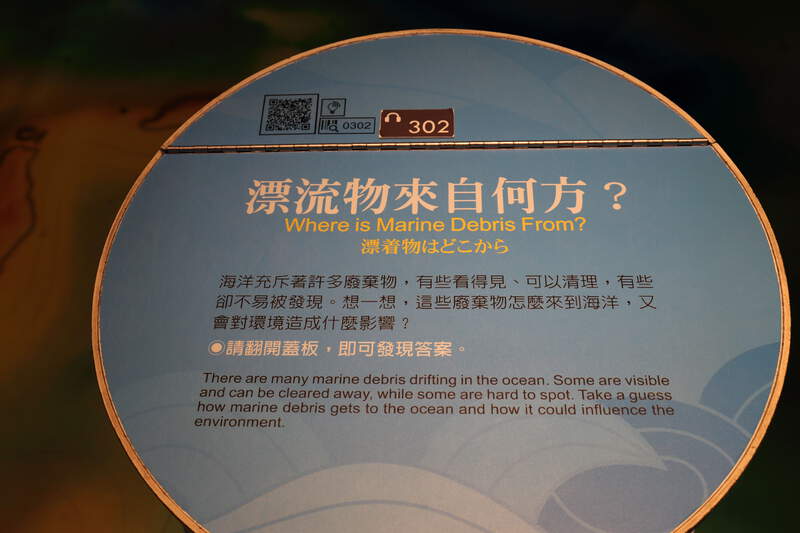 0302
302
漂流物來自何方？
Where is Marine Debris From?
漂着物はどこから
海洋充斥著許多廢棄物，有些看得見、可以清理，有些
卻不易被發現。想一想，這些廢棄物怎麼來到海洋，又
會對環境造成什麼影響？
◉請翻開蓋板，即可發現答案。
There are many marine debris drifting in the ocean. Some are visible
and can be cleared away, while some are hard to spot. Take a guess
how marine debris gets to the ocean and how it could influence the
environment.